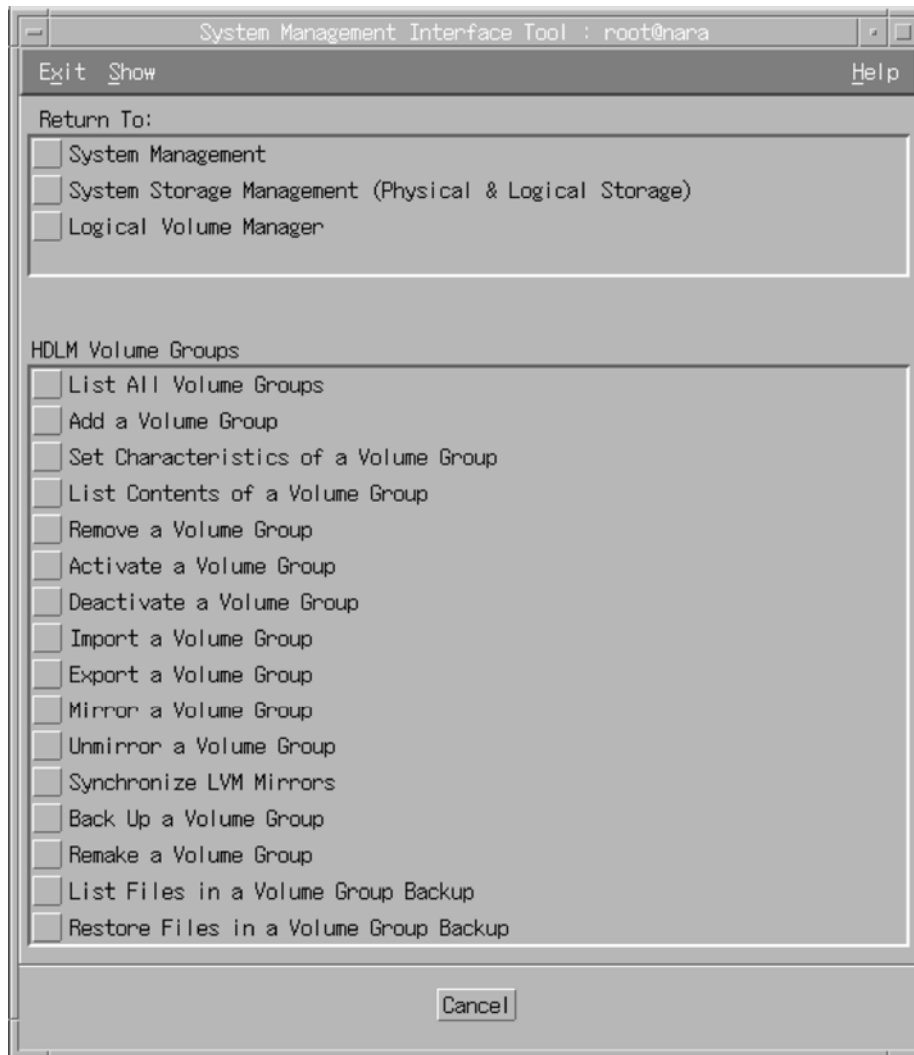 System Management Interface Tool : root@nara
Exit Show Help
Return To:
System Management
System Storage Management (Physical & Logical Storage)
Logical Volume Manager
HDLM Volume Groups
List All Volume Groups
Add a Volume Group
Set Characteristics of a Volume Group
List Contents of a Volume Group
Remove a Volume Group
Activate a Volume Group
Deactivate a Volume Group
Import a Volume Group
Export a Volume Group
Mirror a Volume Group
Unmirror a Volume Group
Synchronize LVM Mirrors
Back Up a Volume Group
Remake a Volume Group
List Files in a Volume Group Backup
Restore Files in a Volume Group Backup
Cancel